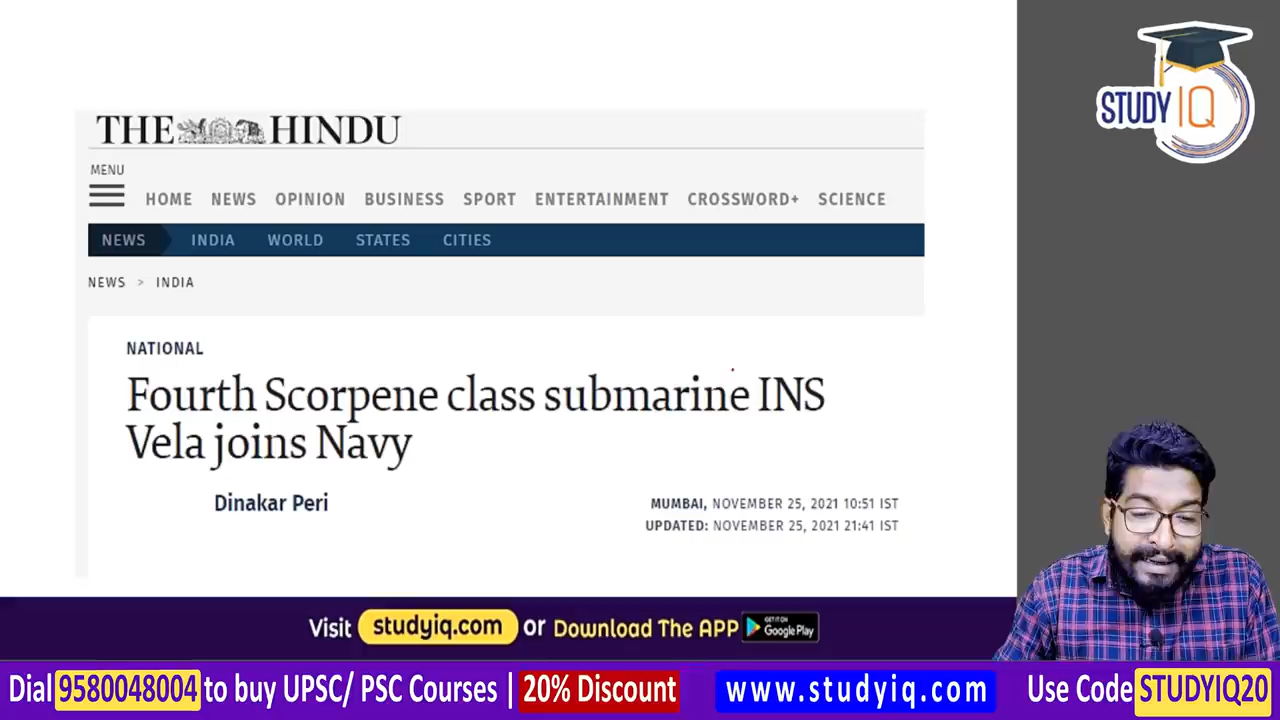 THE HINDU
STUDY IQ
MENU
HOME NEWS OPINION BUSINESS SPORT ENTERTAINMENT CROSSWORD+ SCIENCE
NEWS INDIA WORLD STATES CITIES
NEWS > INDIA
NATIONAL
Fourth Scorpene class submarine INS
Vela joins Navy
Dinakar Peri
MUMBAI, NOVEMBER 25, 2021 10:51 IST
UPDATED: NOVEMBER 25, 2021 21:41 IST
Visit studyiq.com or Download The APP GET IT ON Google Play
Dial 9580048004 to buy UPSC/ PSC Courses | 20% Discount www.studyiq.com Use Code STUDYIQ20